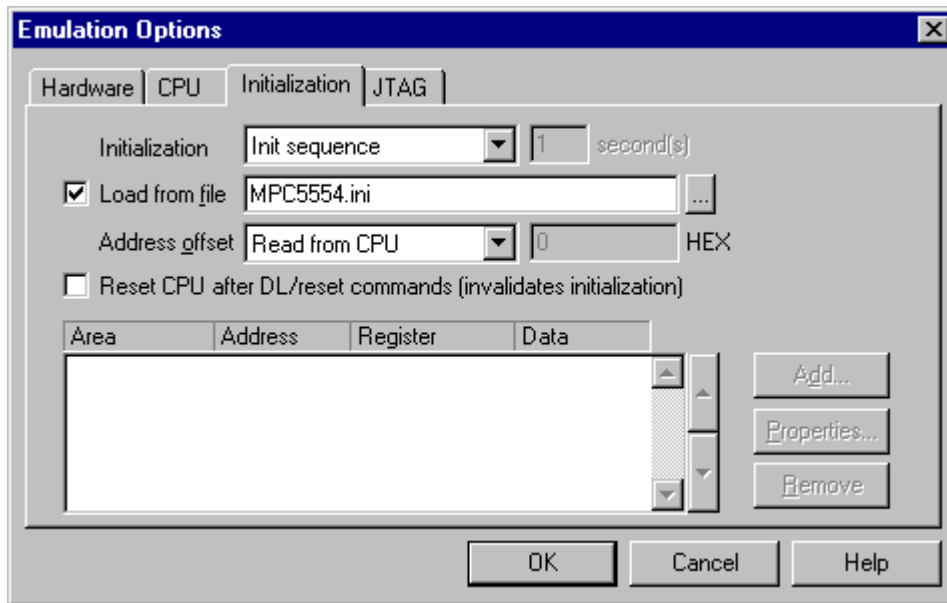 Emulation Options
Hardware CPU Initialization JTAG
Initialization Init sequence 1 second(s)
Load from file MPC5554.ini ...
Address offset Read from CPU 0 HEX
Reset CPU after DL/reset commands (invalidates initialization)
Area Address Register Data
Add...
Properties...
Remove
OK Cancel Help